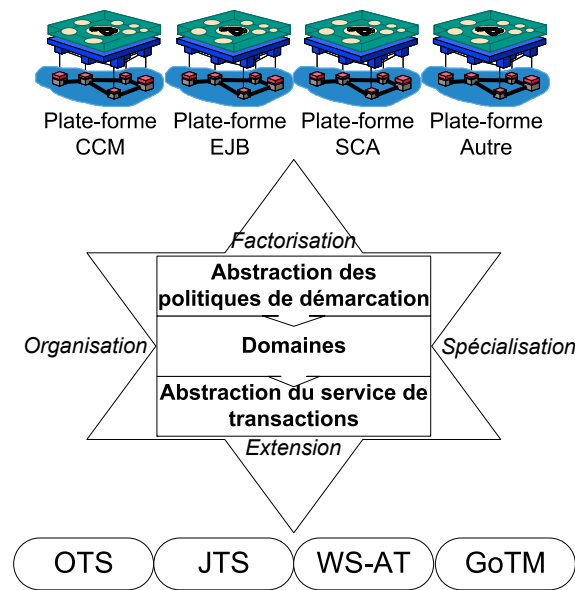 Plate-forme Plate-forme Plate-forme Plate-forme
CCM EJB SCA Autre
Factorisation
Abstraction des
politiques de démarcation
Organisation Domaines Spécialisation
Abstraction du service de
transactions
Extension
OTS JTS WS-AT GoTM